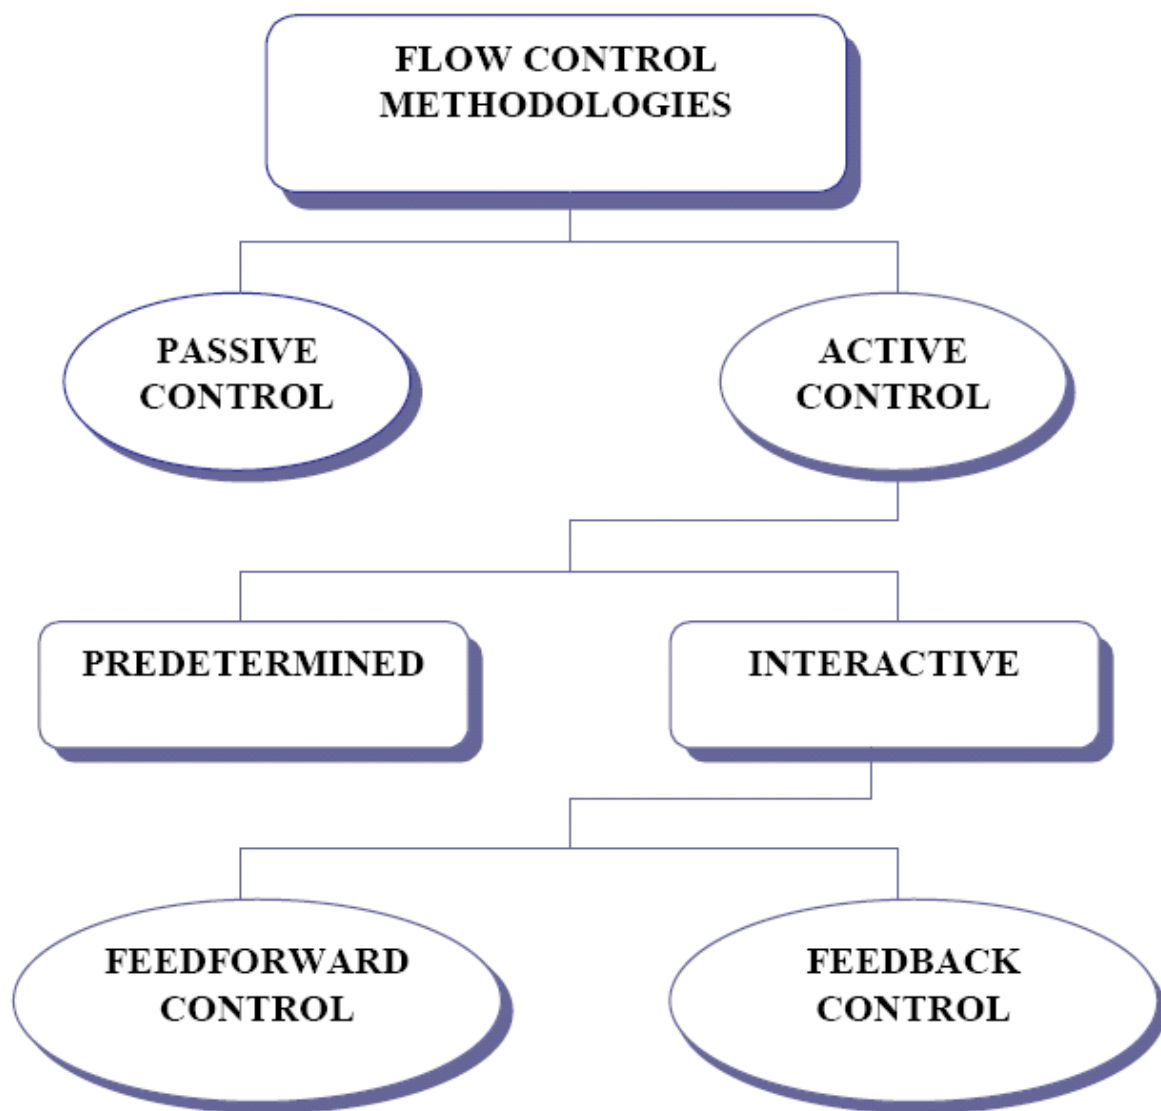 FLOW CONTROL
METHODOLOGIES
PASSIVE
CONTROL
ACTIVE
CONTROL
PREDETERMINED
INTERACTIVE
FEEDFORWARD
CONTROL
FEEDBACK
CONTROL